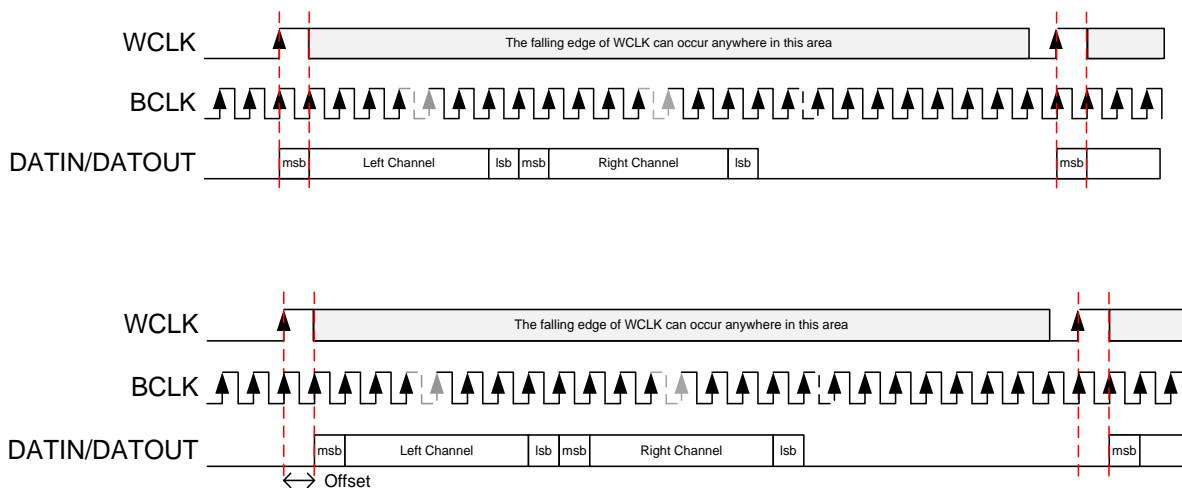 WCLK
The falling edge of WCLK can occur anywhere in this area
BCLK
DATIN/DATOUT
msb
Left Channel
lsb
msb
Right Channel
lsb
msb
WCLK
The falling edge of WCLK can occur anywhere in this area
BCLK
DATIN/DATOUT
msb
Left Channel
lsb
msb
Right Channel
lsb
msb
Offset